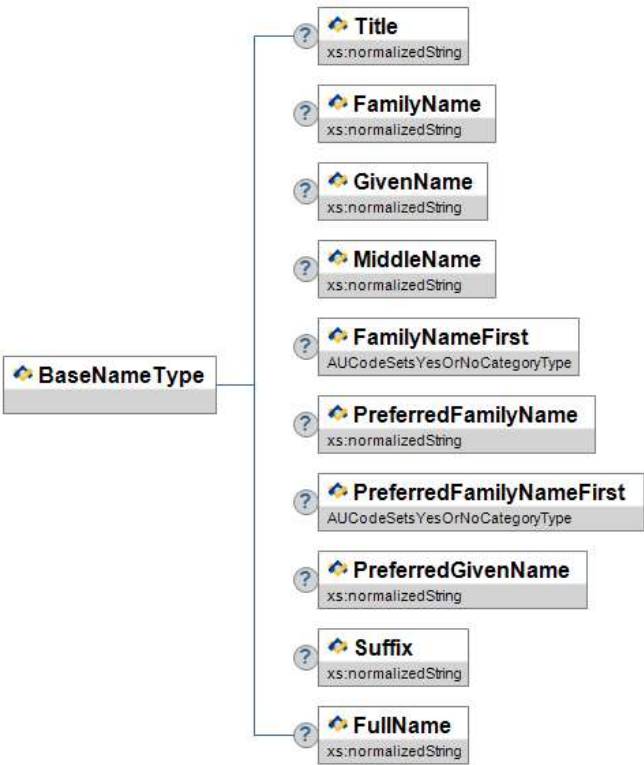 ?
Title
xs:normalizedString
?
FamilyName
xs:normalizedString
?
GivenName
xs:normalizedString
?
MiddleName
xs:normalizedString
?
FamilyNameFirst
AUCodeSetsYesOrNoCategoryType
BaseNameType
?
PreferredFamilyName
xs:normalizedString
?
PreferredFamilyNameFirst
AUCodeSetsYesOrNoCategoryType
?
PreferredGivenName
xs:normalizedString
?
Suffix
xs:normalizedString
?
FullName
xs:normalizedString